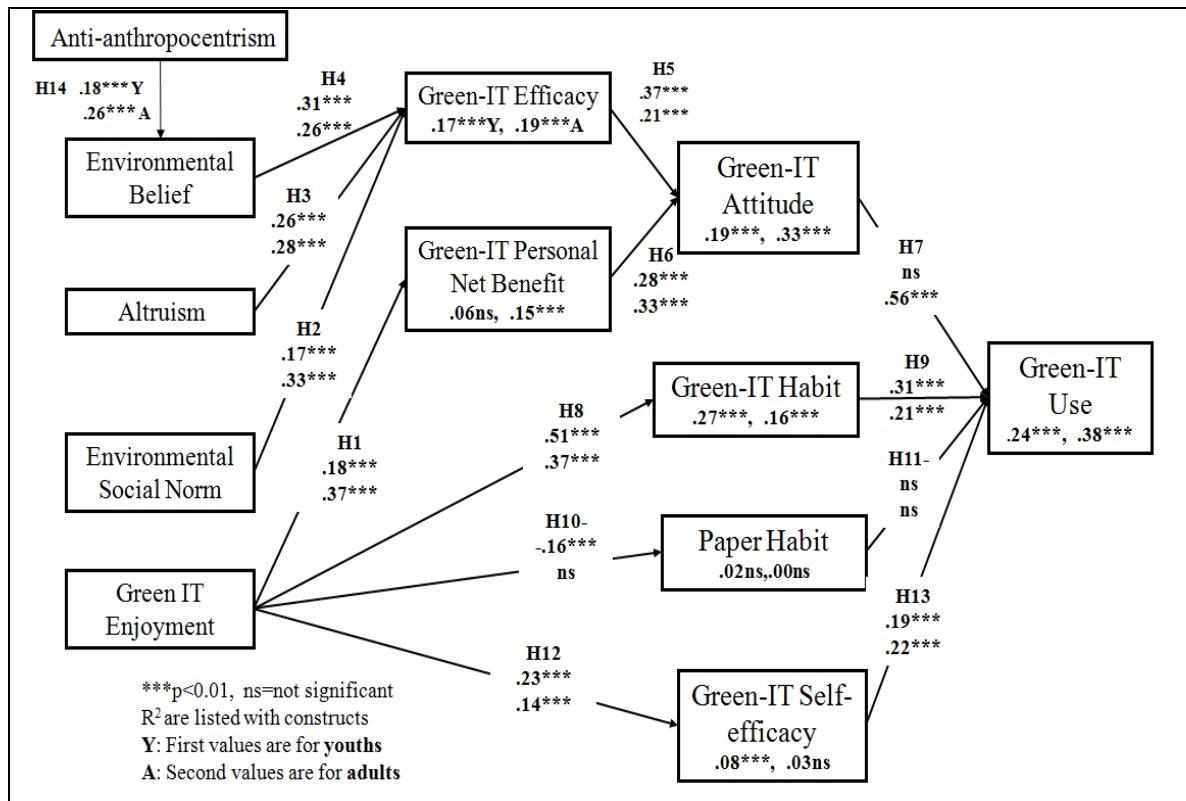 Anti-anthropocentrism
H14 .18*** Y
.26*** A
Environmental
Belief
Altruism
Environmental
Social Norm
Green IT
Enjoyment
H4
.31***
.26***
H3
.26***
.28***
H2
.17***
.33***
H1
.18***
.37***
Green-IT Efficacy
.17***Y, .19***A
Green-IT Personal
Net Benefit
.06ns, .15***
H5
.37***
.21***
H6
.28***
.33***
Green-IT
Attitude
.19***, .33***
H8
.51***
.37***
Green-IT Habit
.27***, .16***
H10-
-.16***
ns
Paper Habit
.02ns,.00ns
H12
.23***
.14***
Green-IT Self-
efficacy
.08***, .03ns
H7
ns
.56***
H9
.31***
.21***
H11-
ns
ns
H13
.19***
.22***
Green-IT
Use
.24***, .38***
***p<0.01, ns=not significant
R² are listed with constructs
Y: First values are for youths
A: Second values are for adults